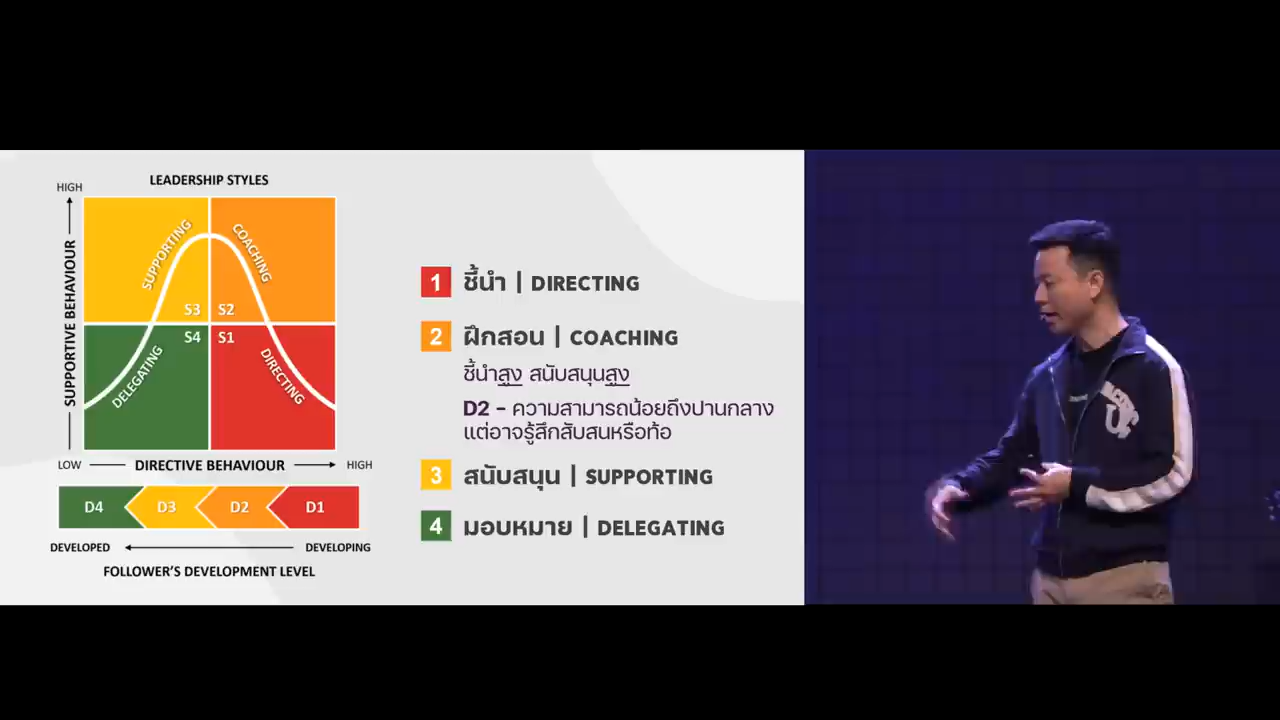 LEADERSHIP STYLES
HIGH
SUPPORTIVE BEHAVIOUR
SUPPORTING
COACHING
S3
S2
S4
S1
DELEGATING
DIRECTING
LOW
DIRECTIVE BEHAVIOUR
HIGH
D4
D3
D2
D1
DEVELOPED
DEVELOPING
FOLLOWER'S DEVELOPMENT LEVEL
1 ชี้นำ | DIRECTING
2 ฝึกสอน | COACHING
ชี้นำสูง สนับสนุนสูง
D2 - ความสามารถน้อยถึงปานกลาง
แต่อาจรู้สึกสับสนหรือท้อ
3 สนับสนุน | SUPPORTING
4 มอบหมาย | DELEGATING